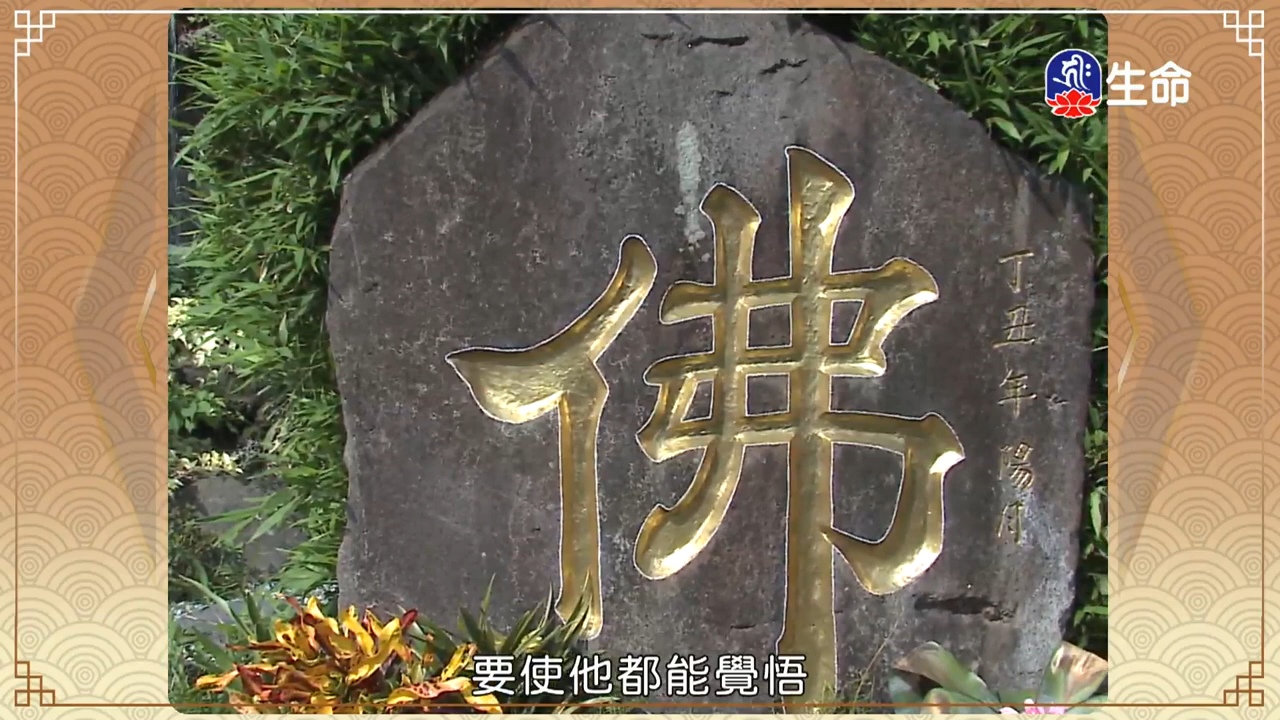 生命
佛
丁丑年陽月
要使他都能覺悟